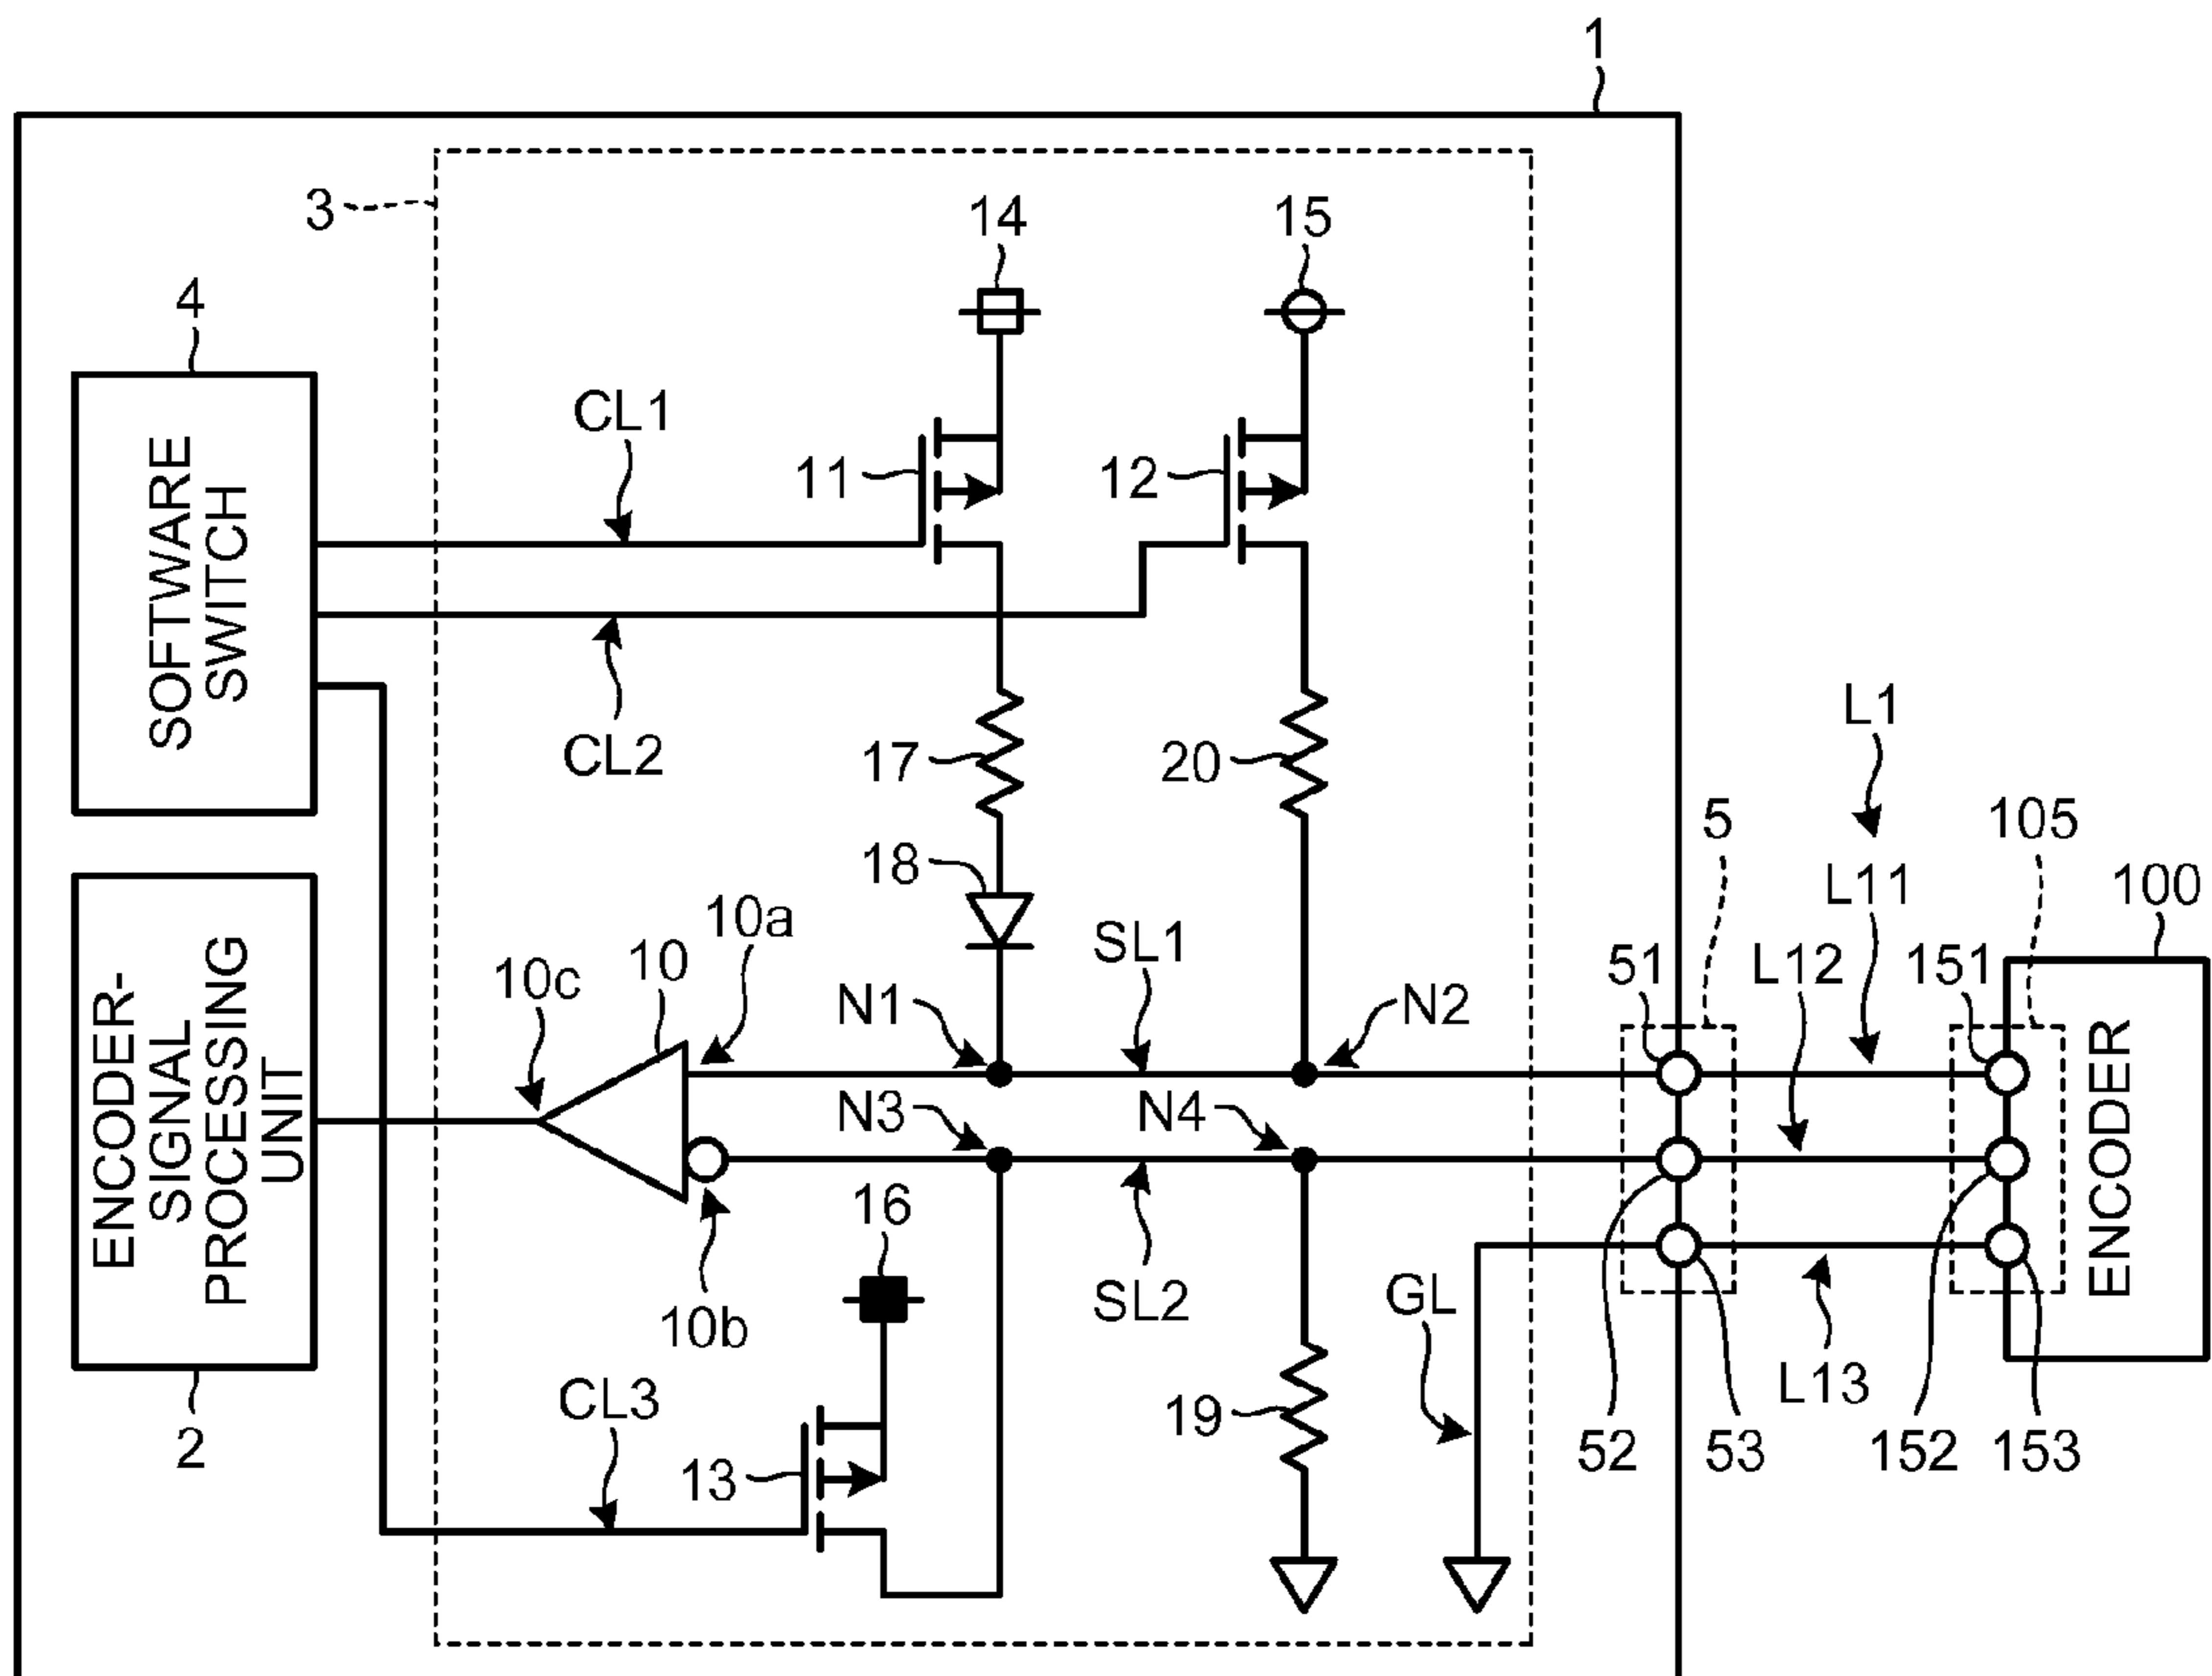 1
3
14
15
4
CL1
11
12
SOFTWARE
SWITCH
CL2
17
20
L1
5
105
18
L11
100
10a
SL1
10
10c
51
L12
151
N1
N2
ENCODER-
SIGNAL
PROCESSING
UNIT
N3
N4
ENCODER
16
10b
SL2
GL
CL3
L13
19
2
13
52
53
152
153